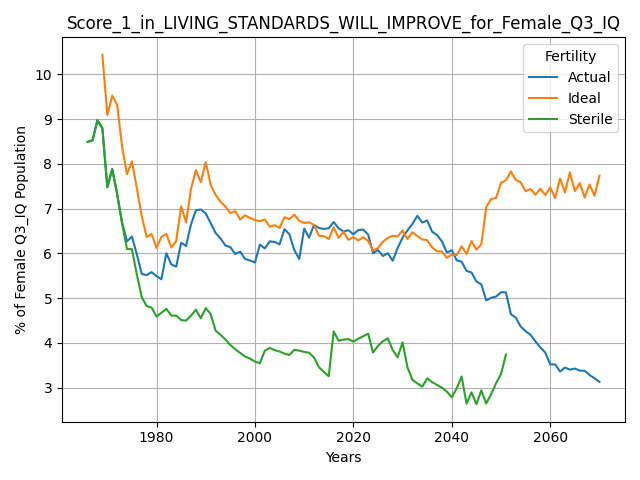 Score_1_in_LIVING_STANDARDS_WILL_IMPROVE_for_Female_Q3_IQ
Fertility
Actual
Ideal
Sterile
% of Female Q3_IQ Population
10
9
8
7
6
5
4
3
1980
2000
2020
2040
2060
Years